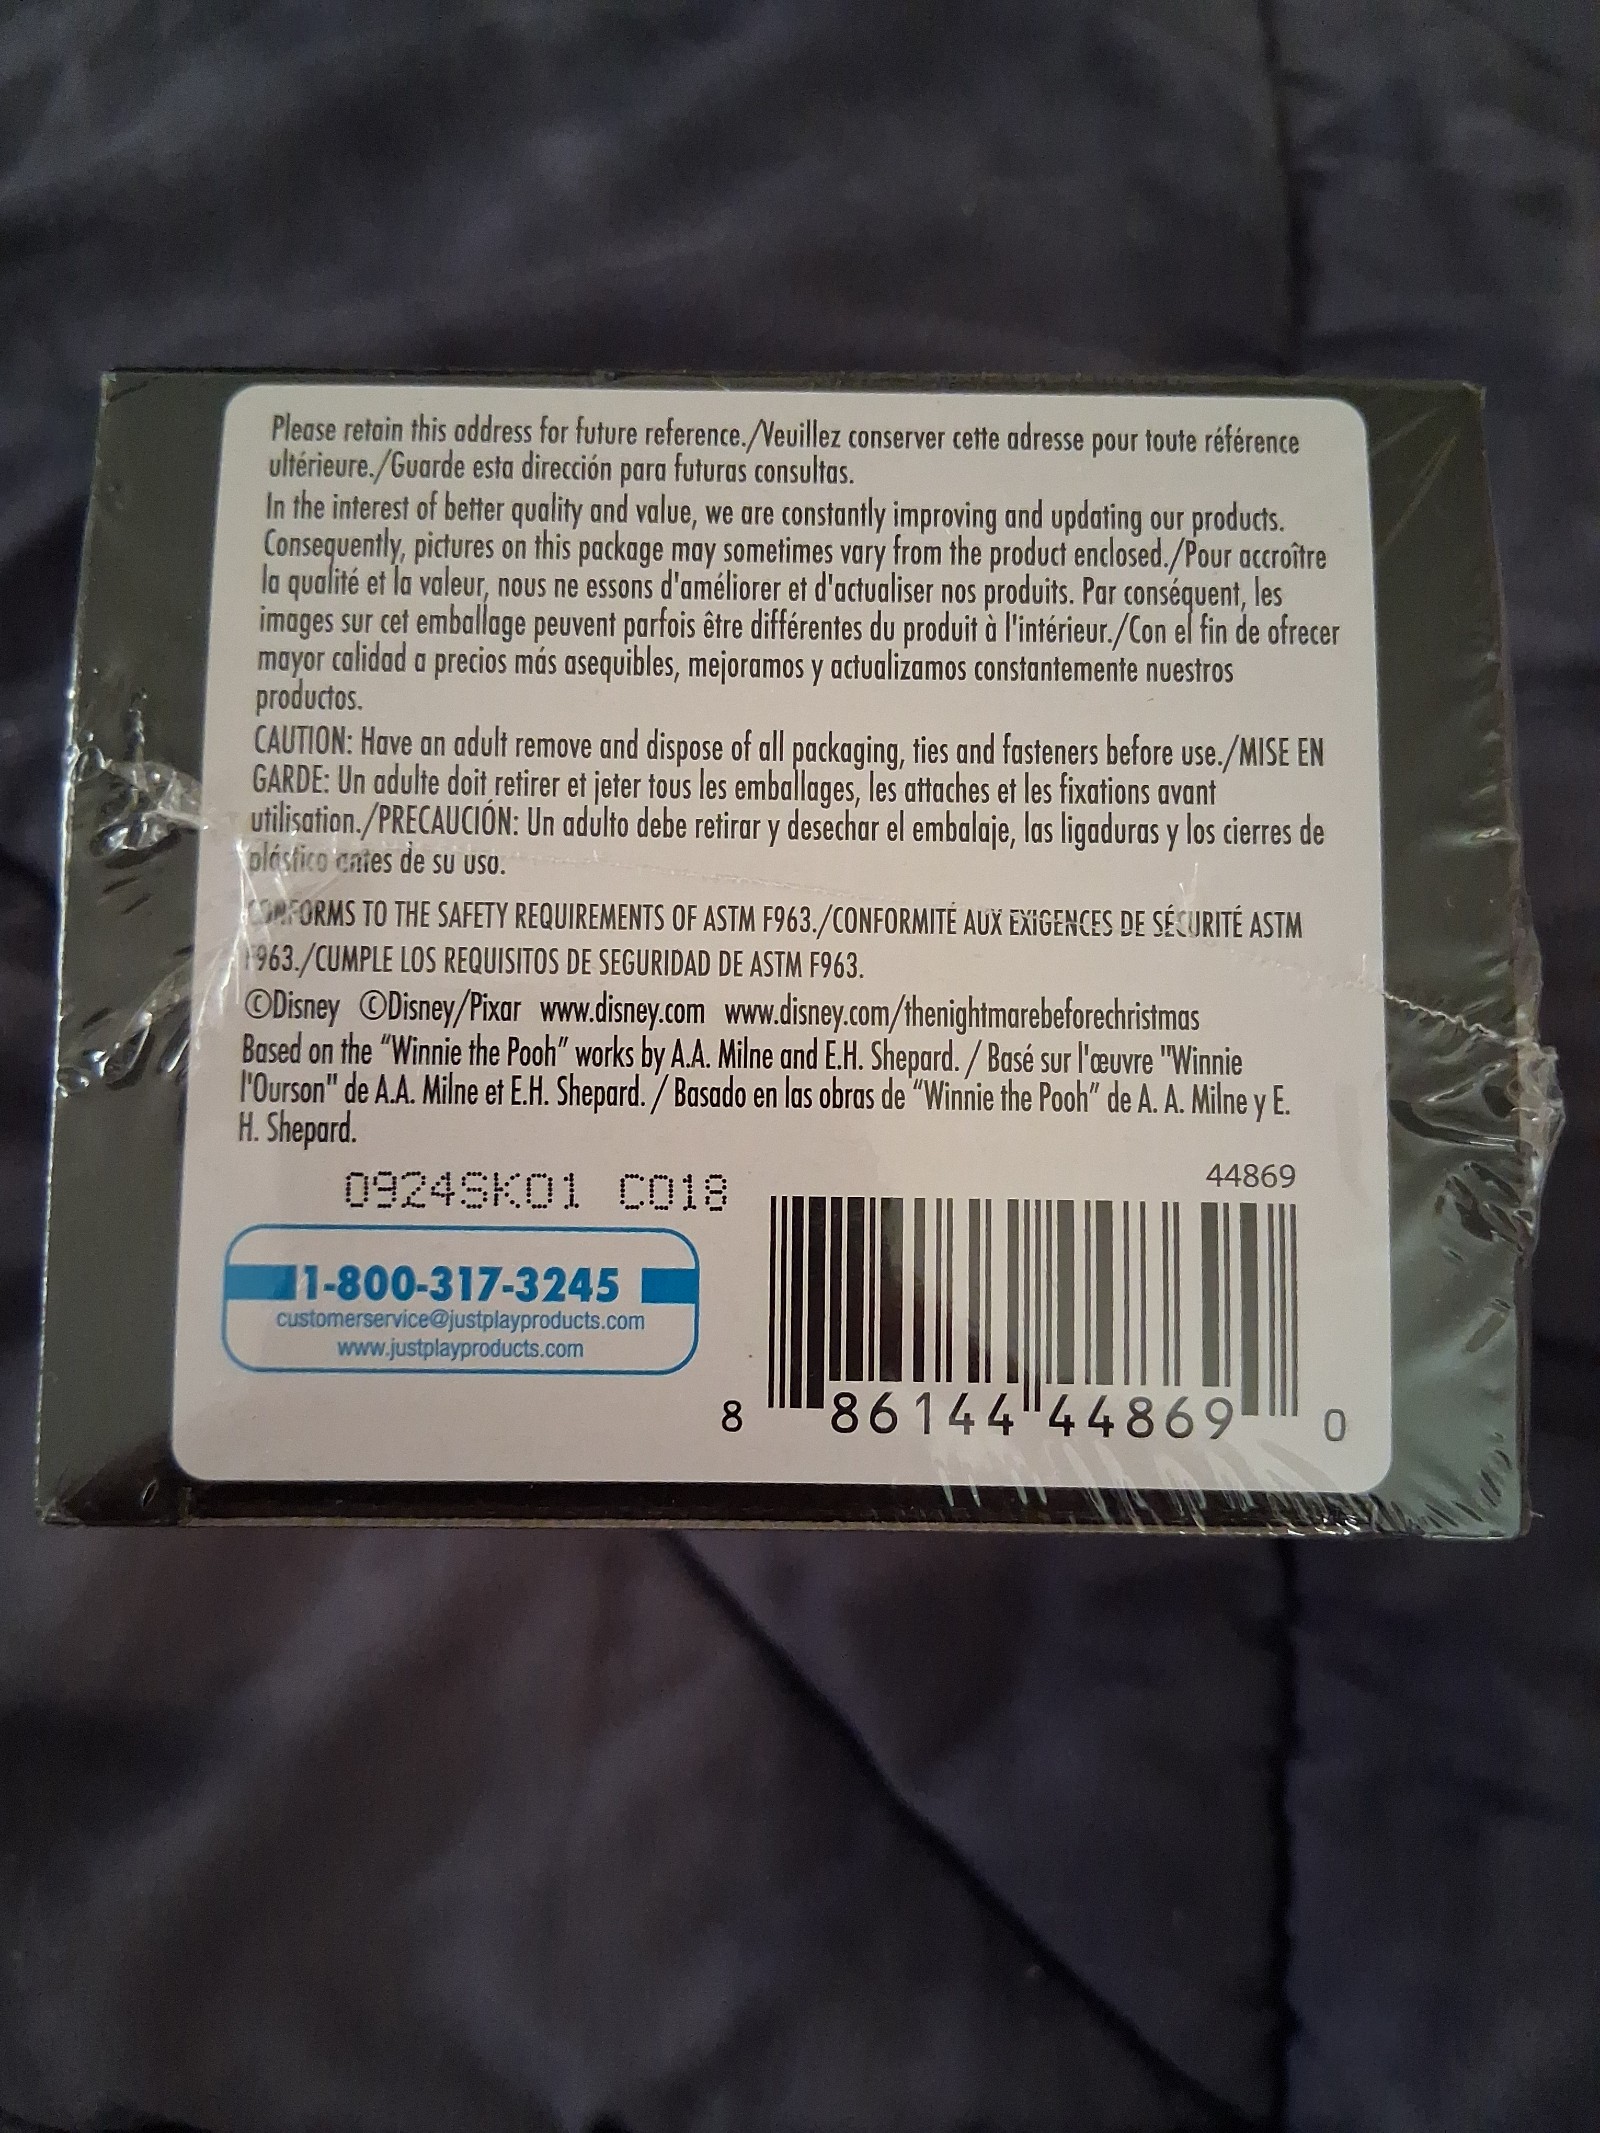 Please retain this address for future reference./Veuillez conserver cette adresse pour toute référence
ultérieure./Guarde esta dirección para futuras consultas.
In the interest of better quality and value, we are constantly improving and updating our products.
Consequently, pictures on this package may sometimes vary from the product enclosed./Pour accroître
la qualité et la valeur, nous ne essons d'améliorer et d'actualiser nos produits. Par conséquent, les
images sur cet emballage peuvent parfois être différentes du produit à l'intérieur./Con el fin de ofrecer
mayor calidad a precios más asequibles, mejoramos y actualizamos constantemente nuestros
productos.
CAUTION: Have an adult remove and dispose of all packaging, ties and fasteners before use./MISE EN
GARDE: Un adulte doit retirer et jeter tous les emballages, les attaches et les fixations avant
utilisation./PRECAUCIÓN: Un adulto debe retirar y desechar el embalaje, las ligaduras y los cierres de
plástico antes de su uso.
CONFORMS TO THE SAFETY REQUIREMENTS OF ASTM F963./CONFORMITÉ AUX EXIGENCES DE SÉCURITÉ ASTM
F963./CUMPLE LOS REQUISITOS DE SEGURIDAD DE ASTM F963.
©Disney ©Disney/Pixar www.disney.com www.disney.com/thenightmarebeforechristmas
Based on the “Winnie the Pooh” works by A.A. Milne and E.H. Shepard. / Basé sur l'œuvre "Winnie
l'Ourson" de A.A. Milne et E.H. Shepard. / Basado en las obras de “Winnie the Pooh” de A. A. Milne y E.
H. Shepard.
0924SK01 C018
44869
1-800-317-3245
customerservice@justplayproducts.com
www.justplayproducts.com
8 86144 44869 0